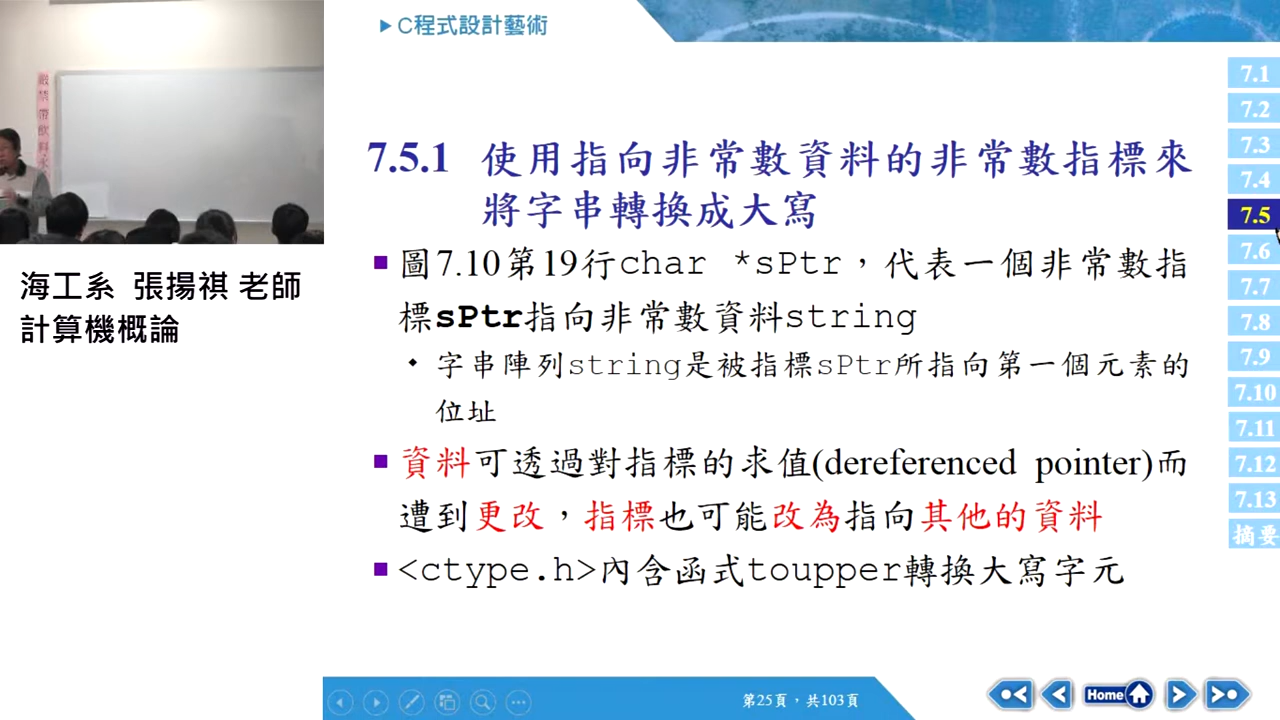 C程式設計藝術
嚴禁帶飲料
海工系 張揚祺 老師
計算機概論
7.5.1 使用指向非常數資料的非常數指標來
將字串轉換成大寫
圖7.10第19行char *sPtr，代表一個非常數指
標sPtr指向非常數資料string
字串陣列string是被指標sPtr所指向第一個元素的
位址
資料可透過對指標的求值(dereferenced pointer)而
遭到更改，指標也可能改為指向其他的資料
<ctype.h>內含函式toupper轉換大寫字元
7.1
7.2
7.3
7.4
7.5
7.6
7.7
7.8
7.9
7.10
7.11
7.12
7.13
摘要
第25頁，共103頁
Home